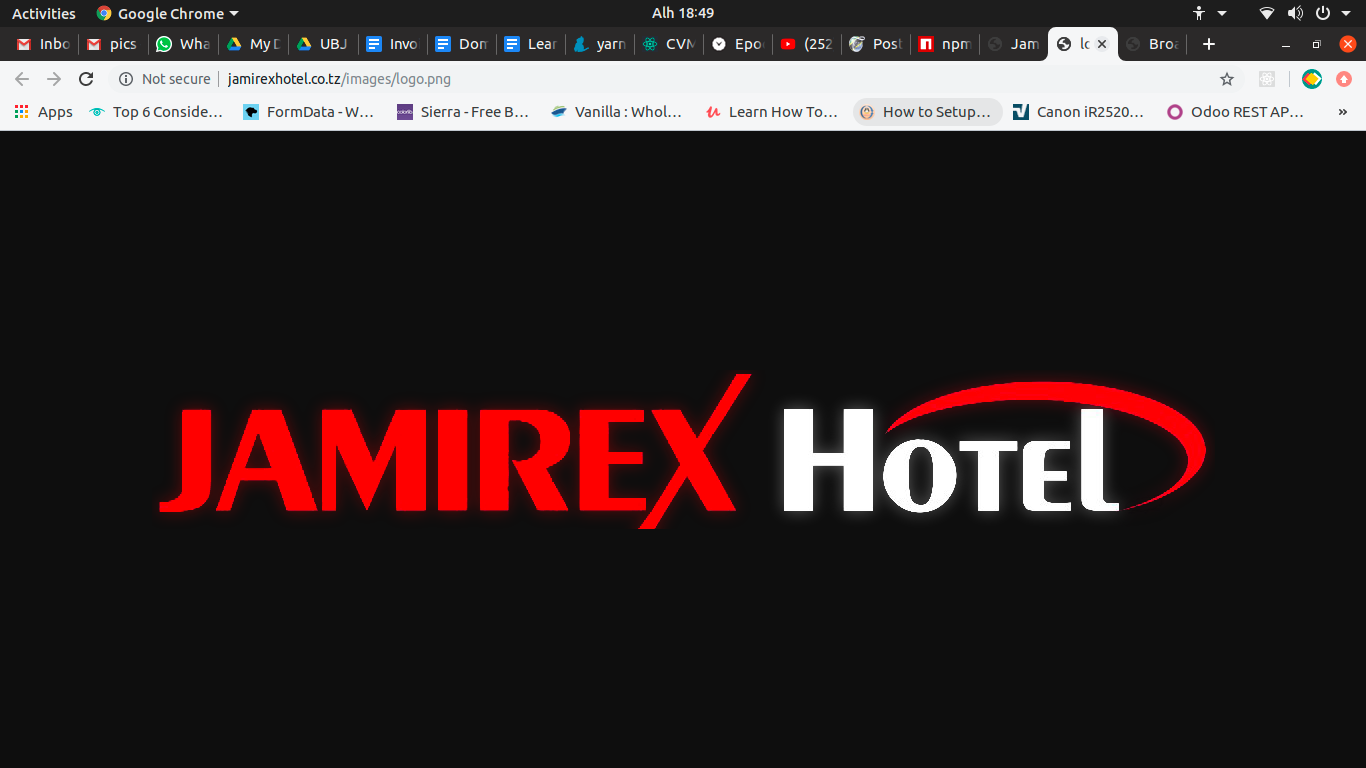 Activities Google Chrome Alh 18:49
Inbo pics Wha My D UBJ Invo Dom Lear yarn CVM Epo (252 Post npm Jam lo Broa
Not secure jamirexhotel.co.tz/images/logo.png
Apps Top 6 Conside… FormData - W… Sierra - Free B… Vanilla : Whol… Learn How To… How to Setup… Canon iR2520… Odoo REST AP… »
JAMIREX HOTEL